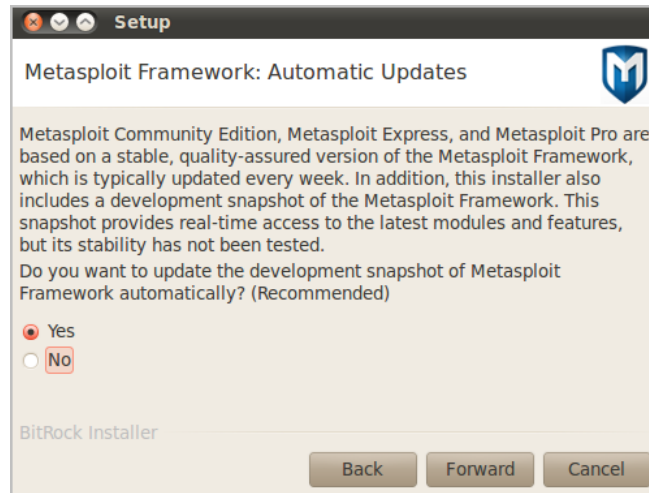 Setup
Metasploit Framework: Automatic Updates
Metasploit Community Edition, Metasploit Express, and Metasploit Pro are
based on a stable, quality-assured version of the Metasploit Framework,
which is typically updated every week. In addition, this installer also
includes a development snapshot of the Metasploit Framework. This
snapshot provides real-time access to the latest modules and features,
but its stability has not been tested.
Do you want to update the development snapshot of Metasploit
Framework automatically? (Recommended)
Yes
No
BitRock Installer
Back Forward Cancel